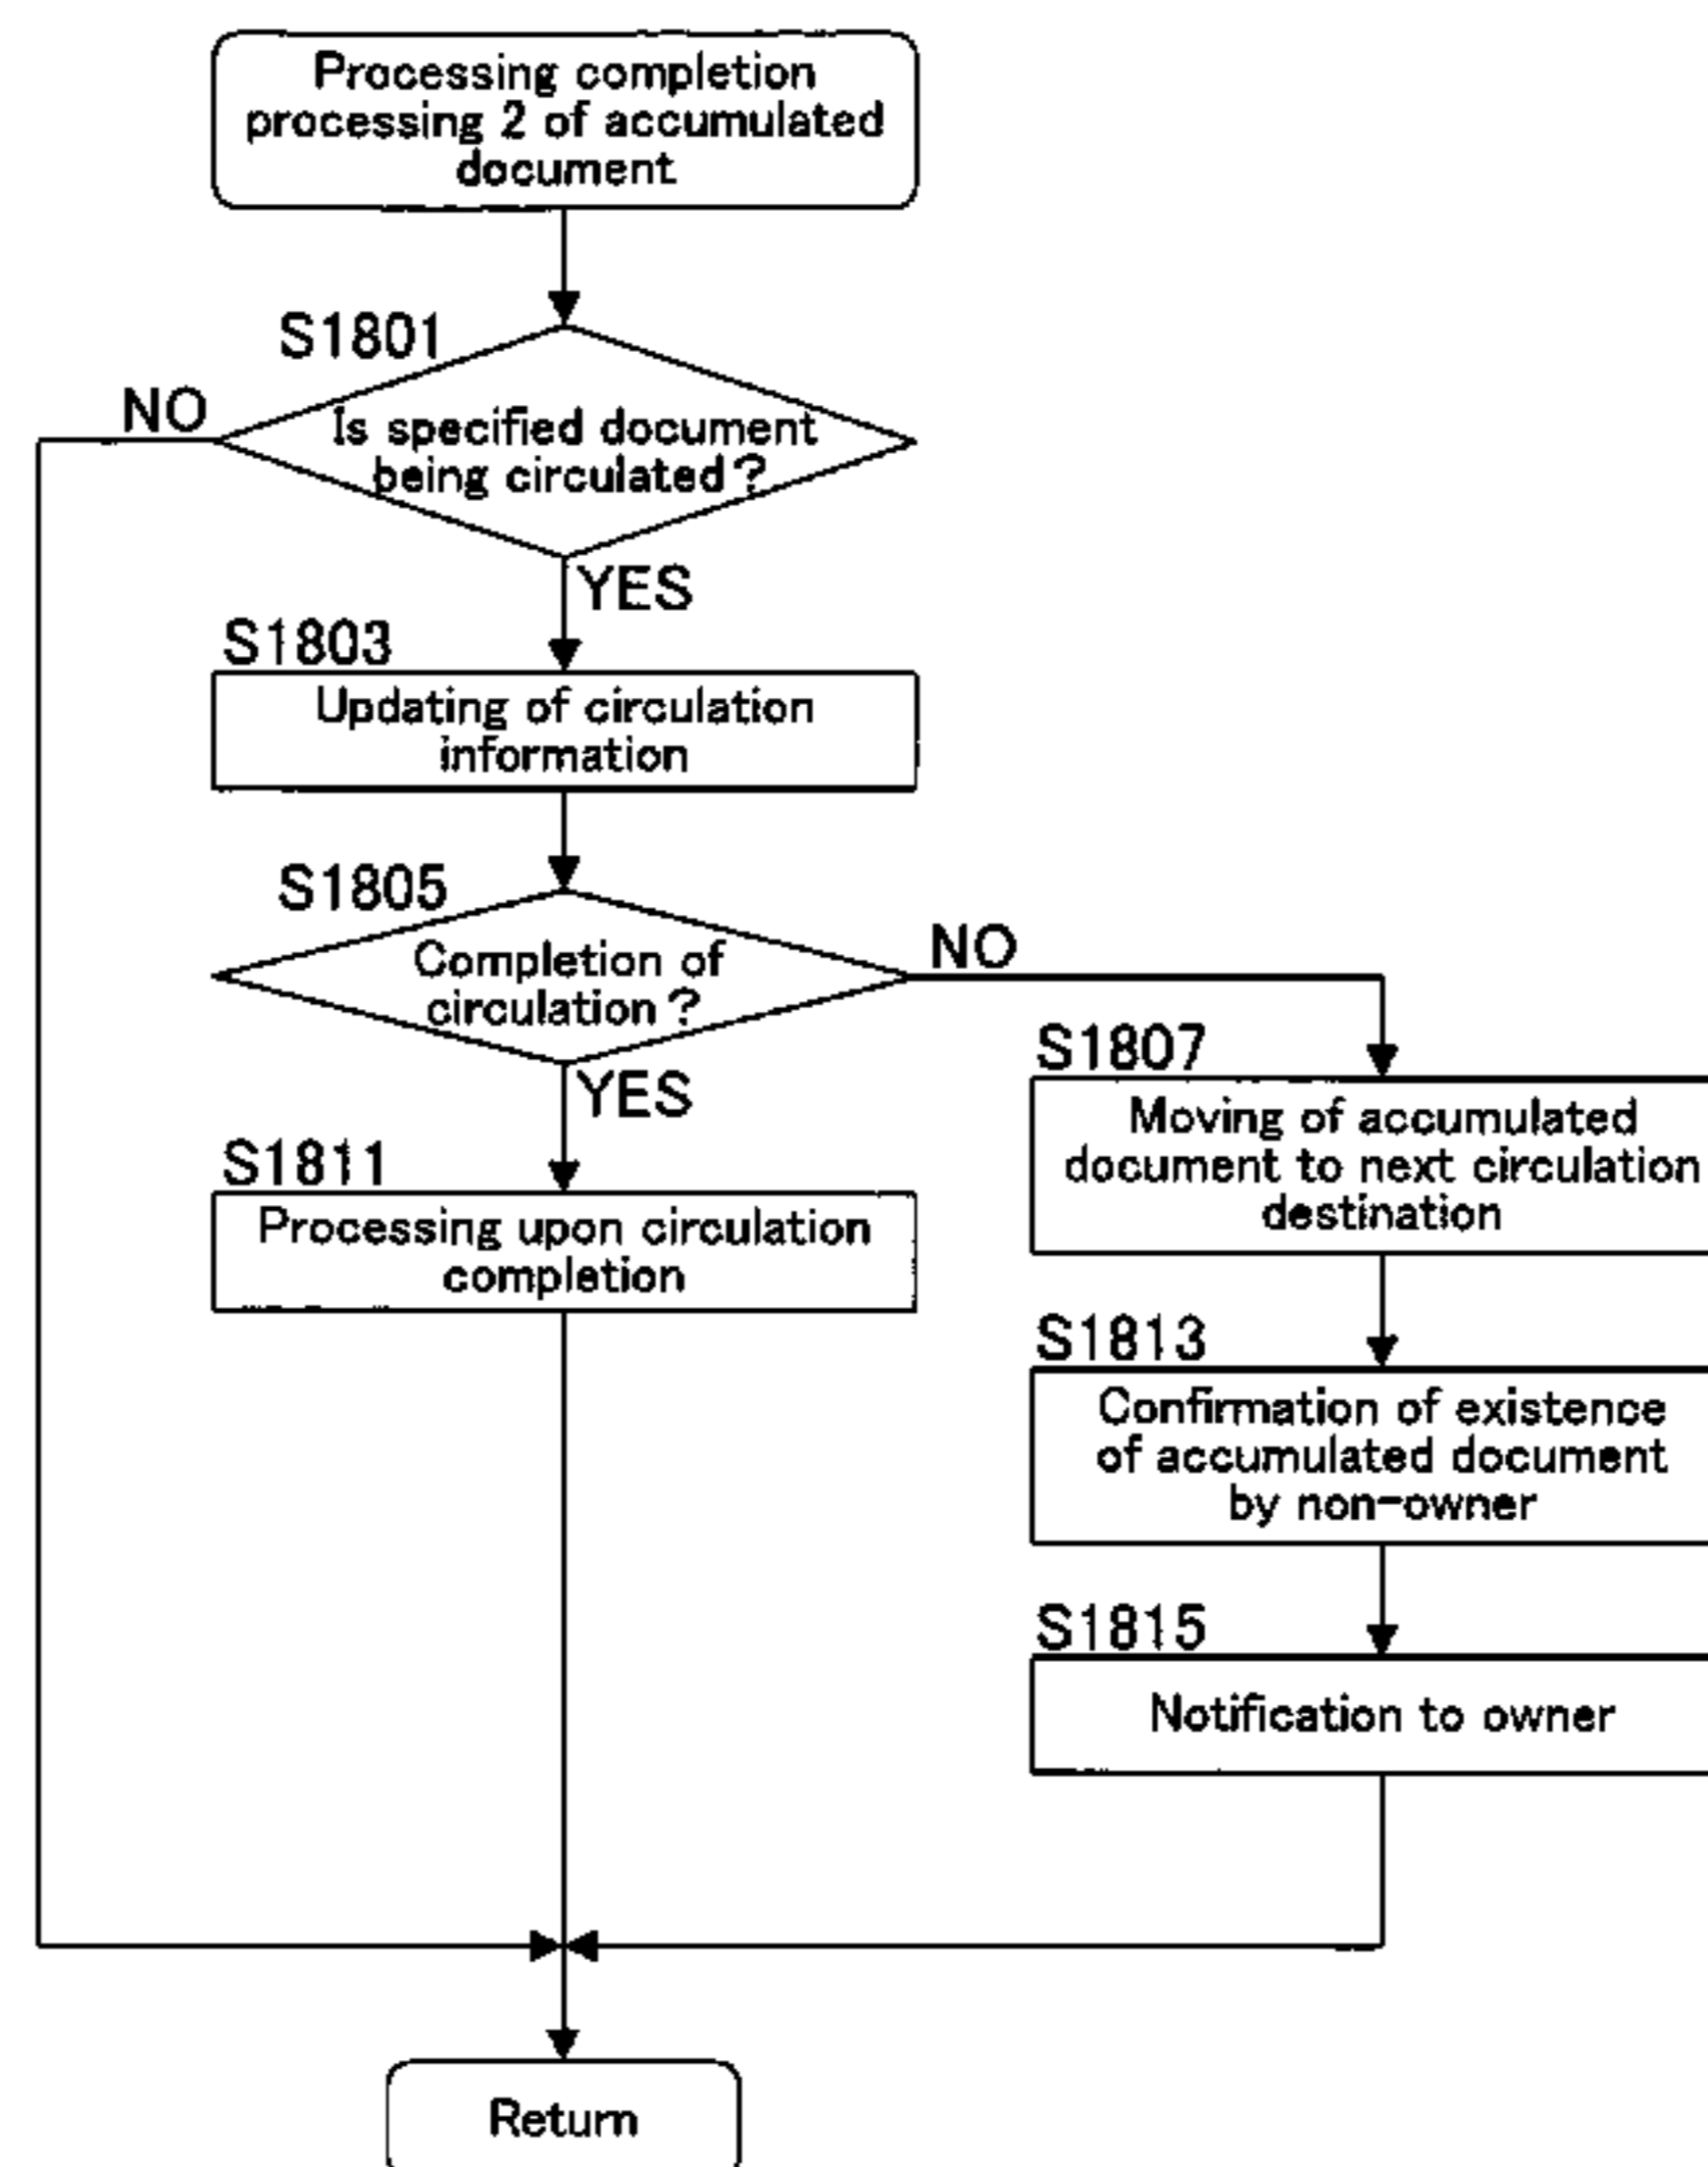 Processing completion
processing 2 of accumulated
document
S1801
NO
Is specified document
being circulated?
YES
S1803
Updating of circulation
information
S1805
Completion of
circulation?
NO
YES
S1807
Moving of accumulated
document to next circulation
destination
S1811
Processing upon circulation
completion
S1813
Confirmation of existence
of accumulated document
by non-owner
S1815
Notification to owner
Return